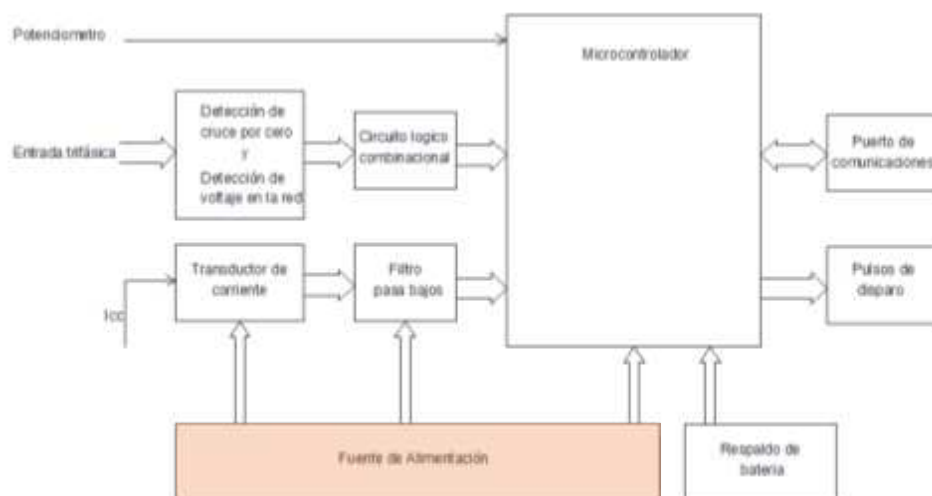 Potenciometro
Microcontrolador
Detección de
cruce por cero
y
Detección de
voltaje en la red
Circuito logico
combinacional
Entrada trifásica
Puerto de
comunicaciones
Transductor de
corriente
Filtro
pasa bajos
Pulsos de
disparo
Icc
Fuente de Alimentación
Respaldo de
bateria